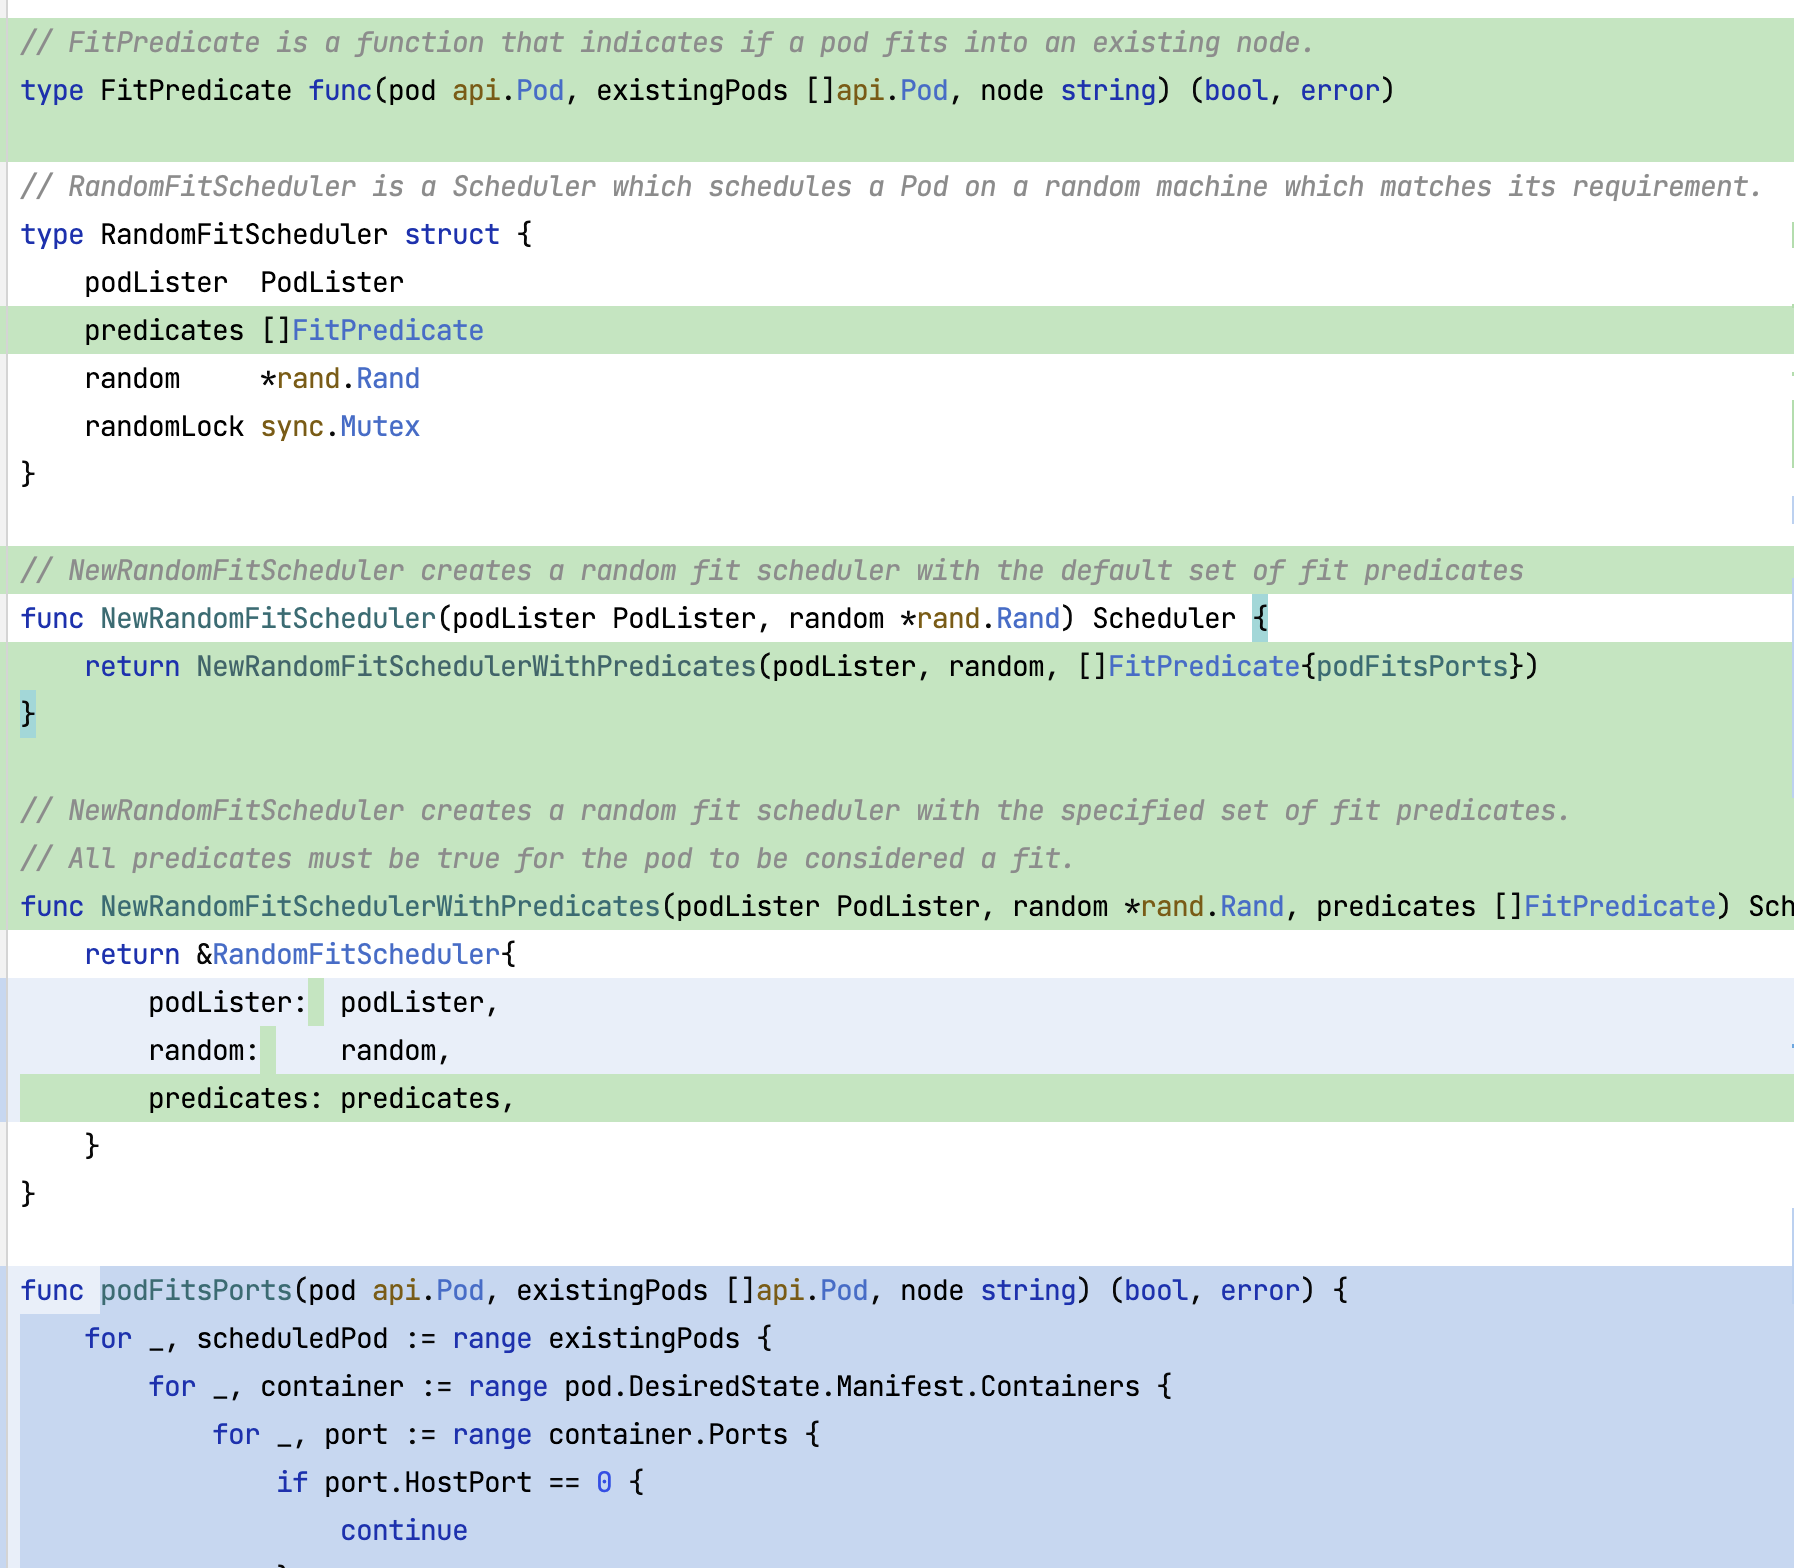 // FitPredicate is a function that indicates if a pod fits into an existing node.
type FitPredicate func(pod api.Pod, existingPods []api.Pod, node string) (bool, error)
// RandomFitScheduler is a Scheduler which schedules a Pod on a random machine which matches its requirement.
type RandomFitScheduler struct {
    podLister  PodLister
    predicates []FitPredicate
    random     *rand.Rand
    randomLock sync.Mutex
}
// NewRandomFitScheduler creates a random fit scheduler with the default set of fit predicates
func NewRandomFitScheduler(podLister PodLister, random *rand.Rand) Scheduler {
    return NewRandomFitSchedulerWithPredicates(podLister, random, []FitPredicate{podFitsPorts})
}
// NewRandomFitScheduler creates a random fit scheduler with the specified set of fit predicates.
// All predicates must be true for the pod to be considered a fit.
func NewRandomFitSchedulerWithPredicates(podLister PodLister, random *rand.Rand, predicates []FitPredicate) Sch
    return &RandomFitScheduler{
        podLister:  podLister,
        random:     random,
        predicates: predicates,
    }
}
func podFitsPorts(pod api.Pod, existingPods []api.Pod, node string) (bool, error) {
    for _, scheduledPod := range existingPods {
        for _, container := range pod.DesiredState.Manifest.Containers {
            for _, port := range container.Ports {
                if port.HostPort == 0 {
                    continue